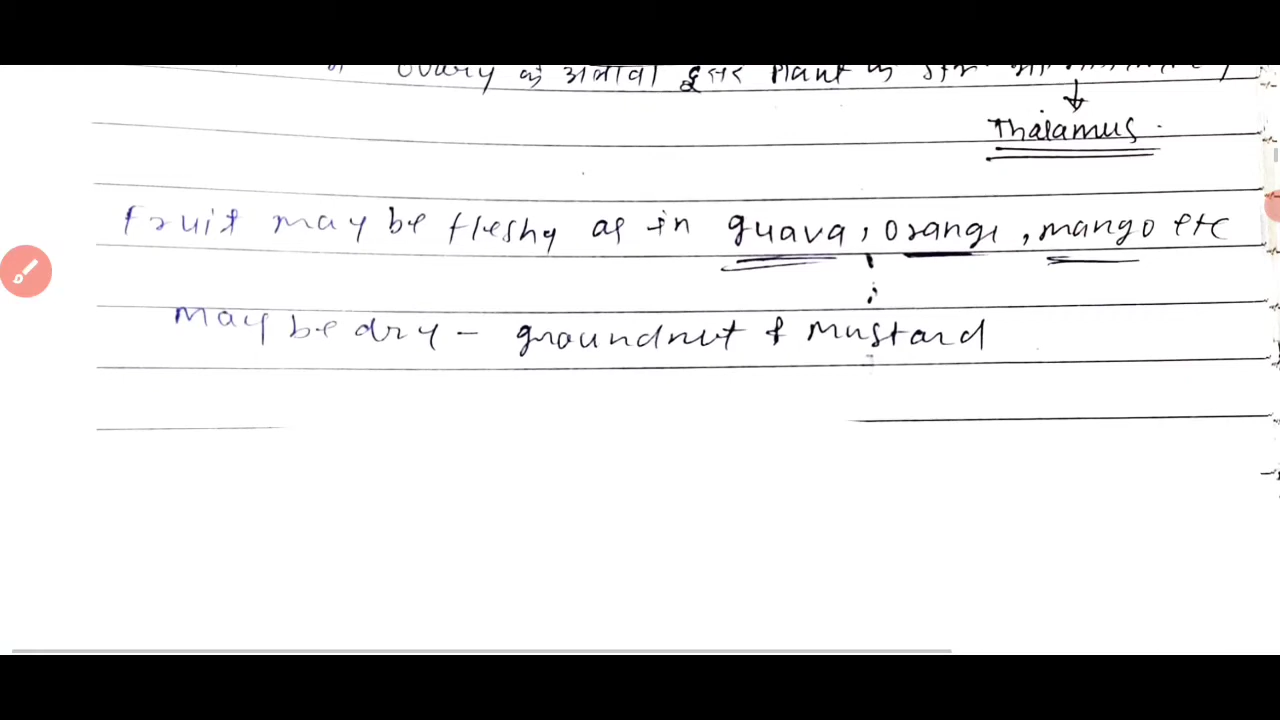 Ovary के अलावा दूसरे Plant के
Thalamus
Fruit may be fleshy as in guava, orange, mango etc
May be dry - groundnut & Mustard